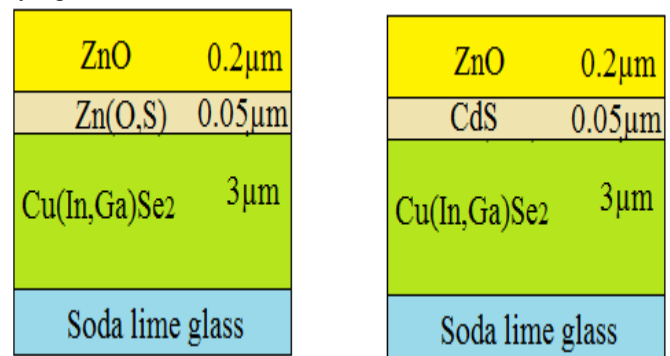 ZnO 0.2µm
Zn(O,S) 0.05µm
Cu(In,Ga)Se2 3µm
Soda lime glass
ZnO 0.2µm
CdS 0.05µm
Cu(In,Ga)Se2 3µm
Soda lime glass